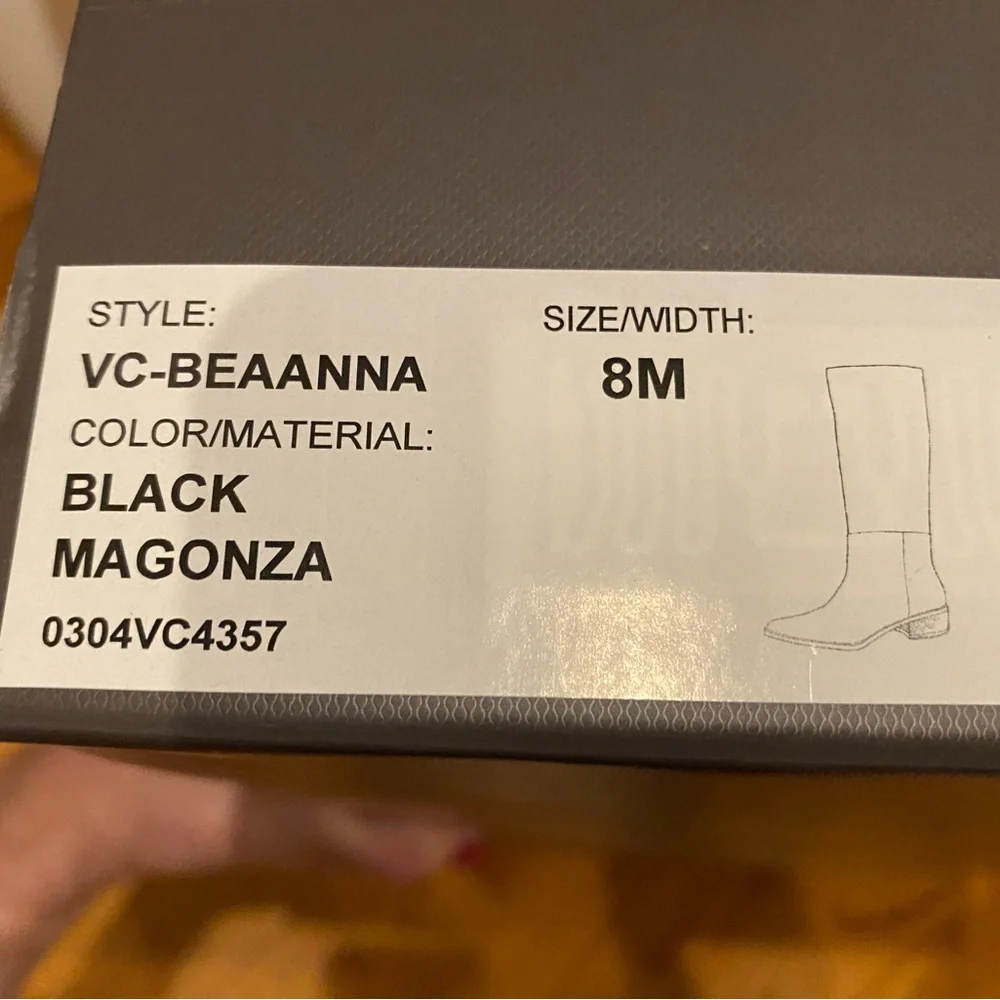 STYLE:
VC-BEAANNA
COLOR/MATERIAL:
BLACK
MAGONZA
0304VC4357
SIZE/WIDTH:
8M